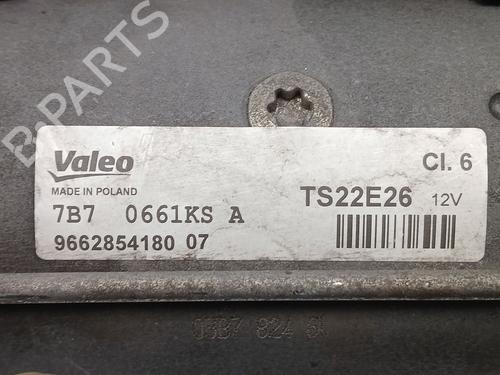 B-PARTS
Valeo
Cl. 6
MADE IN POLAND
TS22E26 12V
7B7 0661KS A
9662854180 07